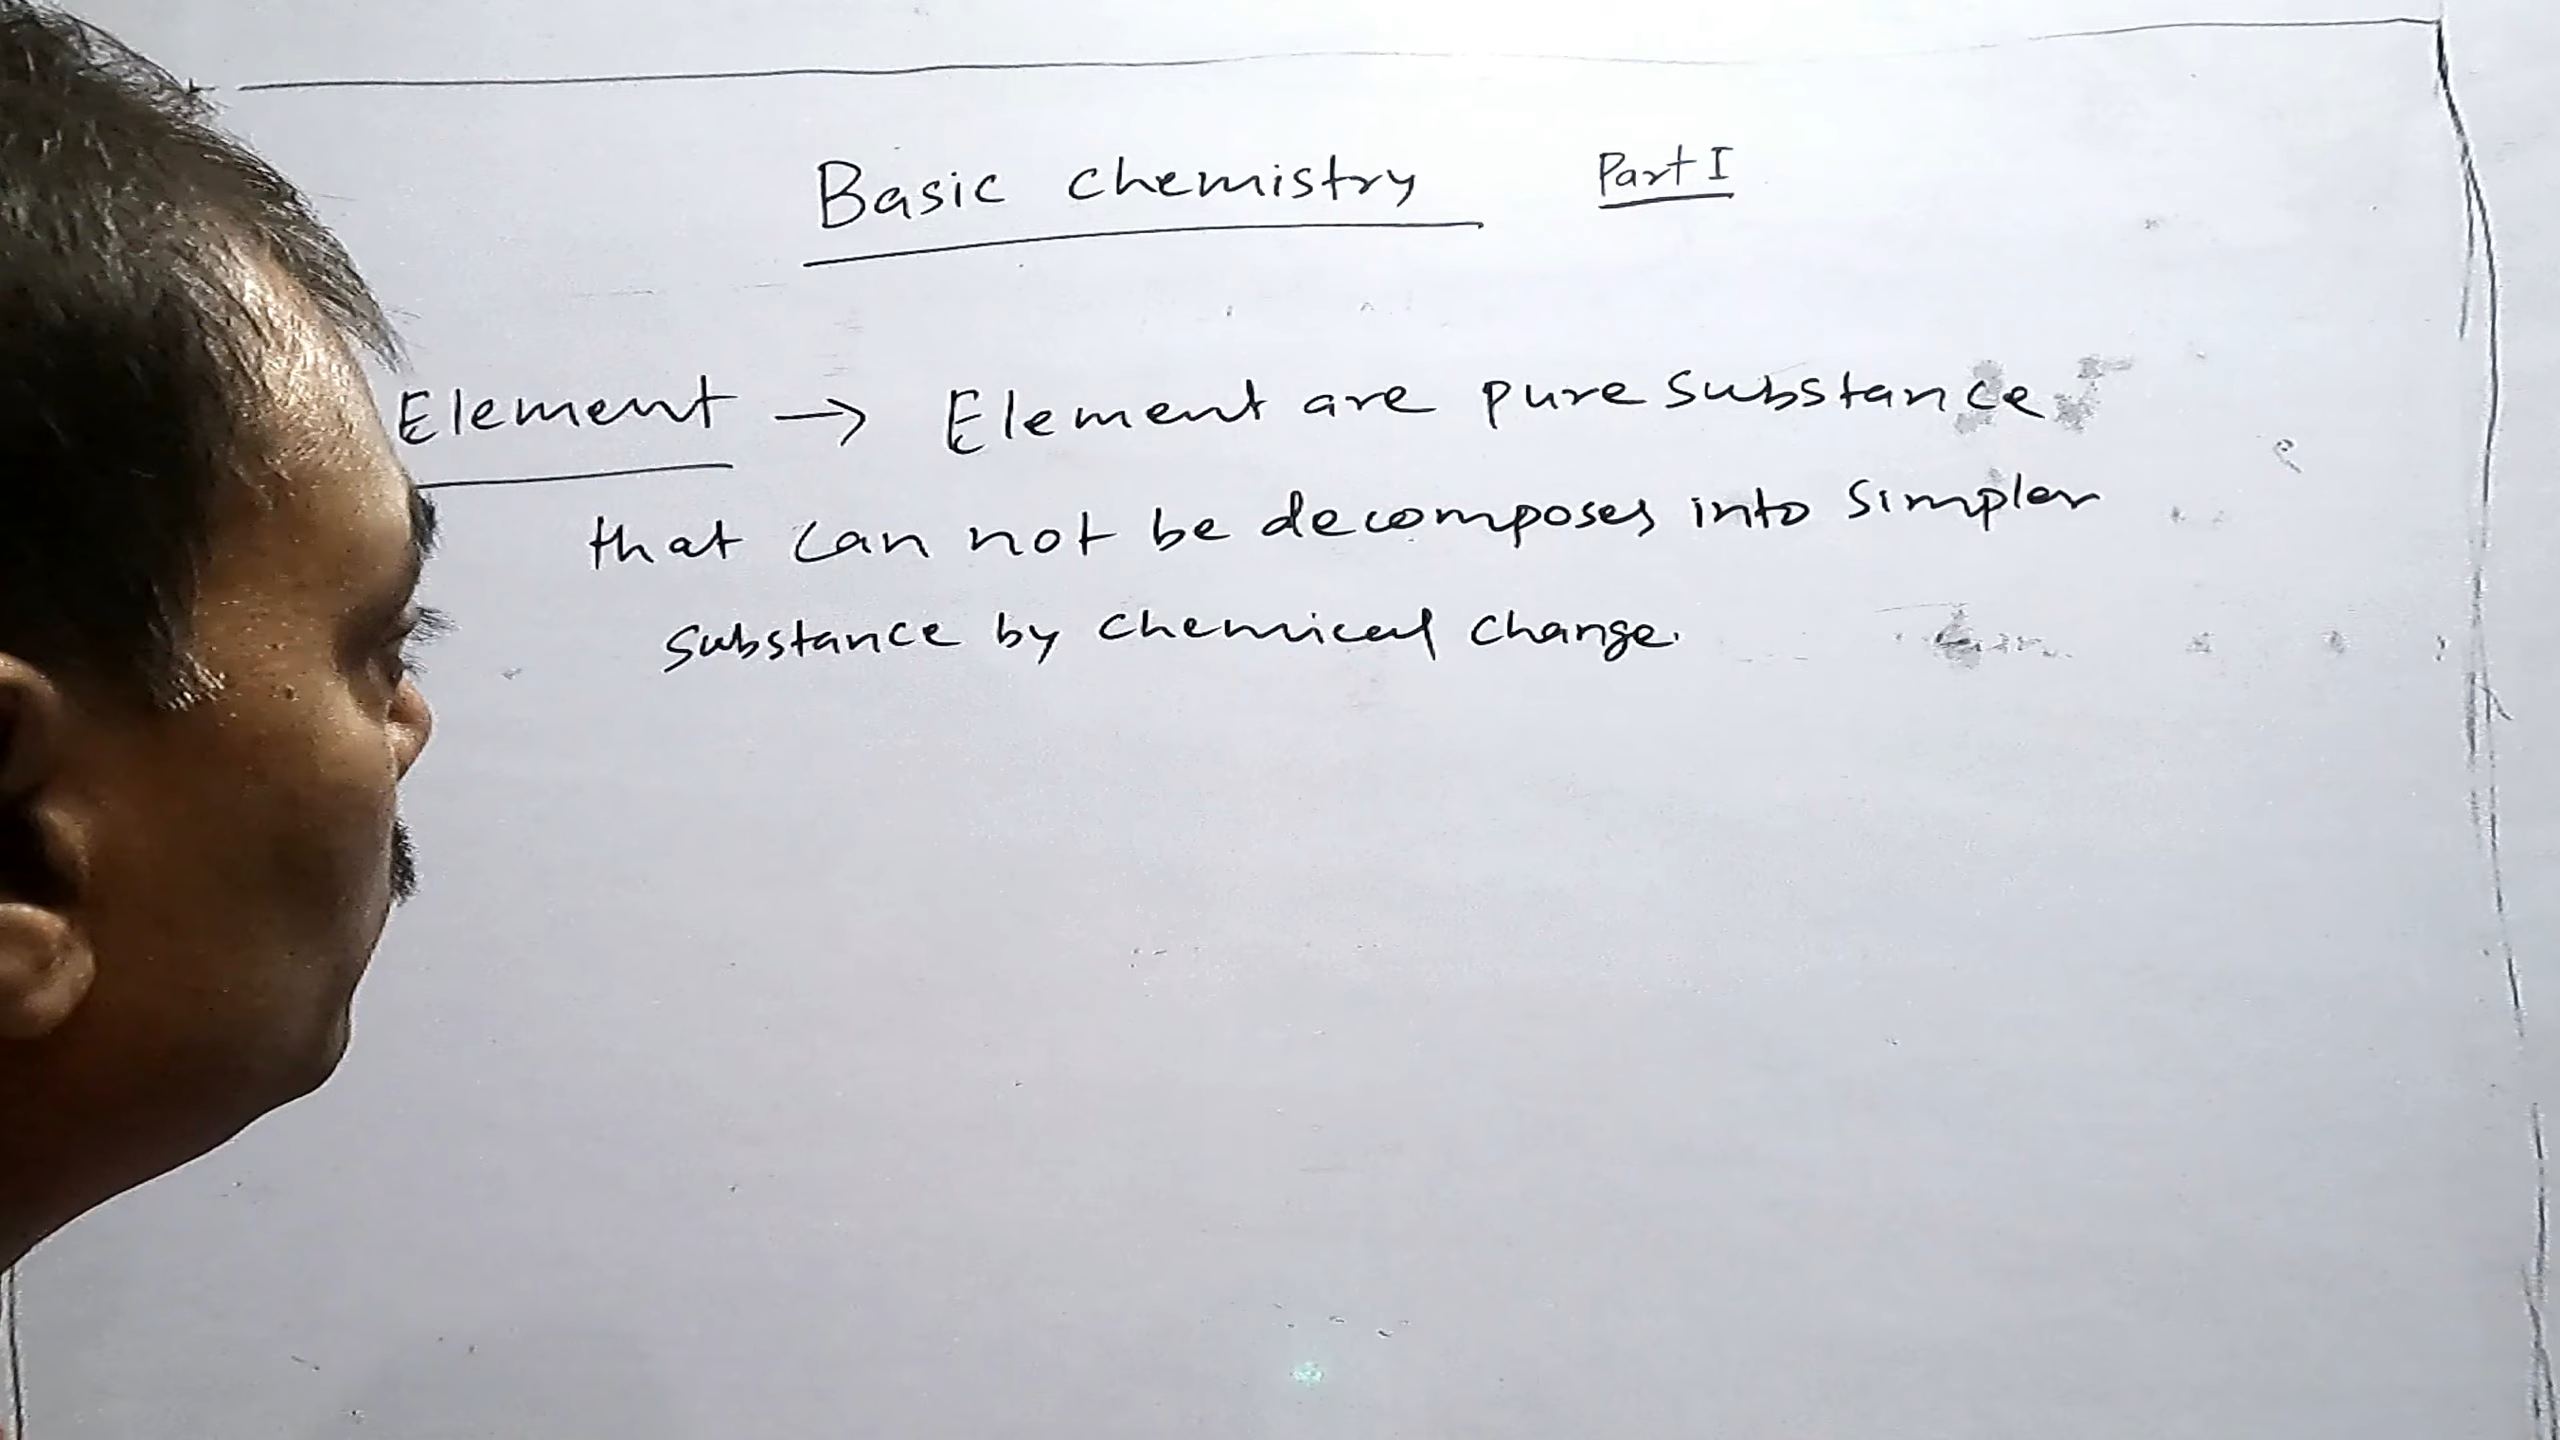 Basic chemistry Part I
Element → Element are pure substance
that can not be decomposes into simpler
substance by chemical change.